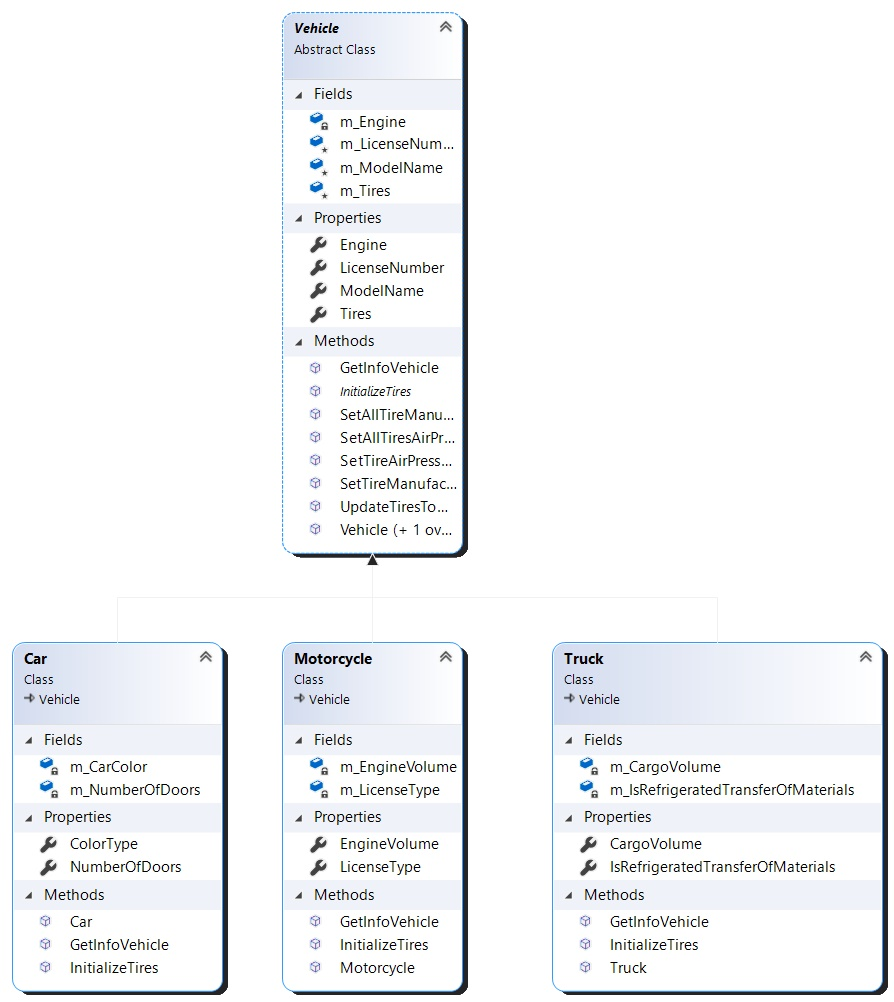 Vehicle
Abstract Class
Fields
m_Engine
m_LicenseNum...
m_ModelName
m_Tires
Properties
Engine
LicenseNumber
ModelName
Tires
Methods
GetInfoVehicle
InitializeTires
SetAllTireManu...
SetAllTiresAirPr...
SetTireAirPress...
SetTireManufac...
UpdateTiresTo...
Vehicle (+ 1 ov...
Car
Class
Vehicle
Fields
m_CarColor
m_NumberOfDoors
Properties
ColorType
NumberOfDoors
Methods
Car
GetInfoVehicle
InitializeTires
Motorcycle
Class
Vehicle
Fields
m_EngineVolume
m_LicenseType
Properties
EngineVolume
LicenseType
Methods
GetInfoVehicle
InitializeTires
Motorcycle
Truck
Class
Vehicle
Fields
m_CargoVolume
m_IsRefrigeratedTransferOfMaterials
Properties
CargoVolume
IsRefrigeratedTransferOfMaterials
Methods
GetInfoVehicle
InitializeTires
Truck